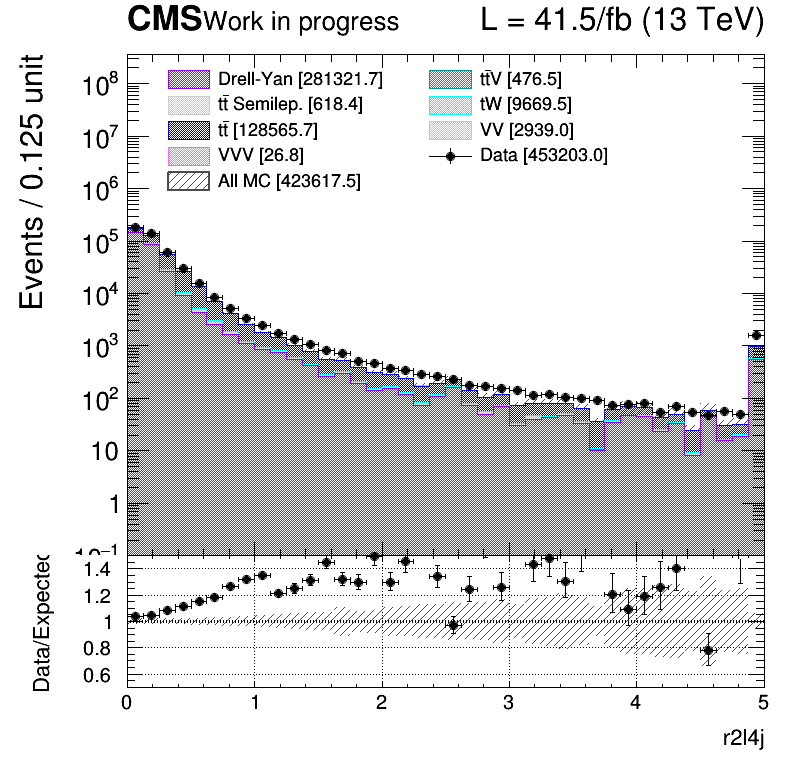 CMS Work in progress L = 41.5/fb (13 TeV)
Events / 0.125 unit
10⁸
10⁷
10⁶
10⁵
10⁴
10³
10²
10
1
10⁻¹
Drell-Yan [281321.7]
tt̄ Semilep. [618.4]
tt̄ [128565.7]
VVV [26.8]
All MC [423617.5]
tt̄V [476.5]
tW [9669.5]
VV [2939.0]
Data [453203.0]
Data/Expected
1.4
1.2
1
0.8
0.6
0 1 2 3 4 5
r2l4j